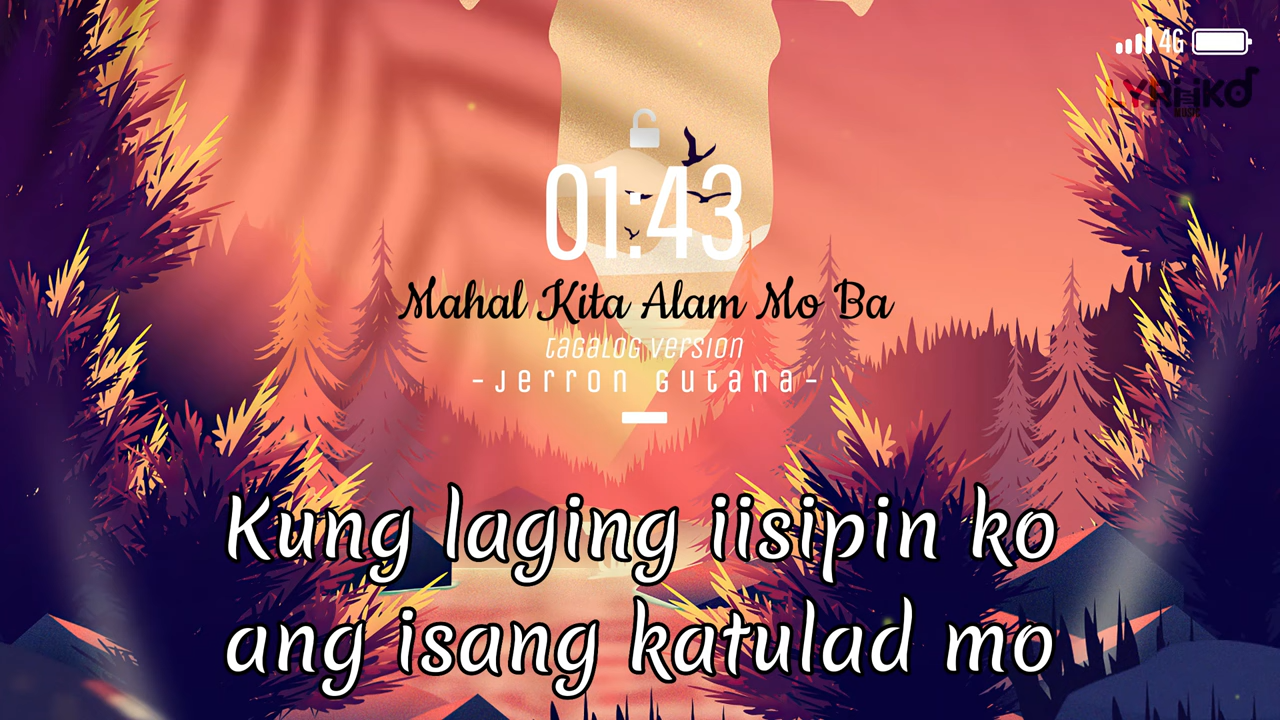 4G
LYRHKO
01:43
Mahal Kita Alam Mo Ba
tagalog version
-Jerron Gutana-
Kung laging iisipin ko
ang isang katulad mo